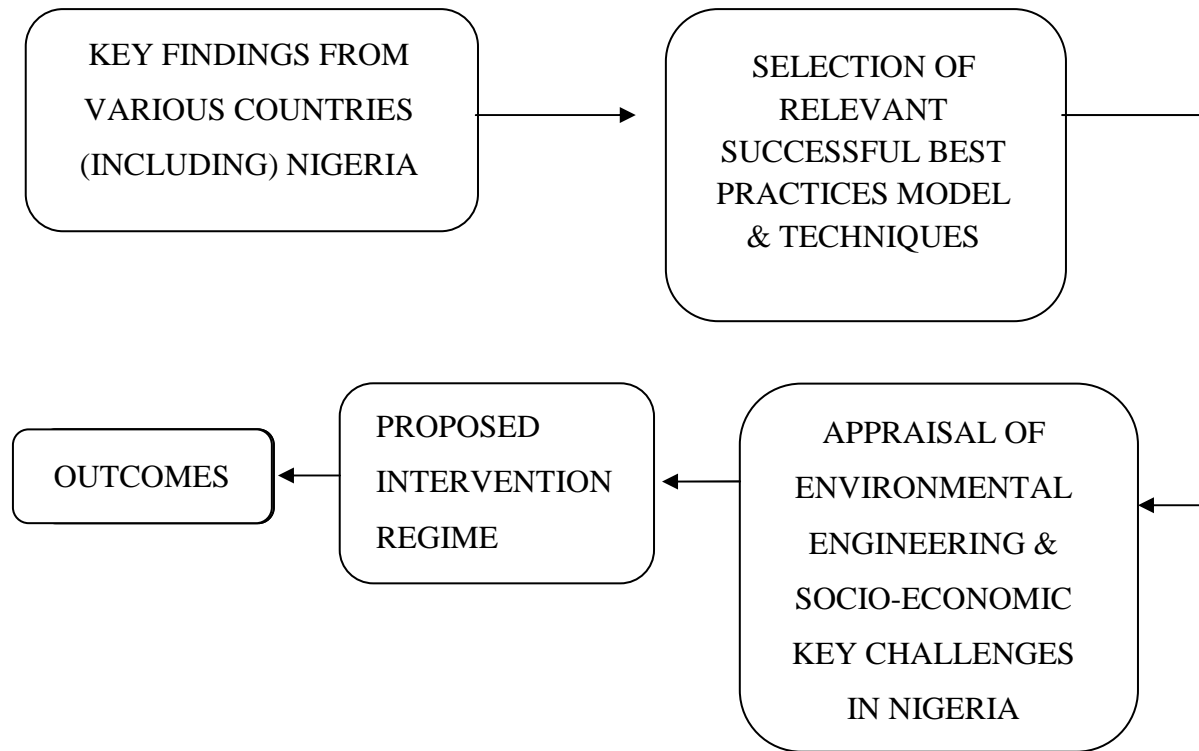 KEY FINDINGS FROM
VARIOUS COUNTRIES
(INCLUDING) NIGERIA
SELECTION OF
RELEVANT
SUCCESSFUL BEST
PRACTICES MODEL
& TECHNIQUES
APPRAISAL OF
ENVIRONMENTAL
ENGINEERING &
SOCIO-ECONOMIC
KEY CHALLENGES
IN NIGERIA
PROPOSED
INTERVENTION
REGIME
OUTCOMES